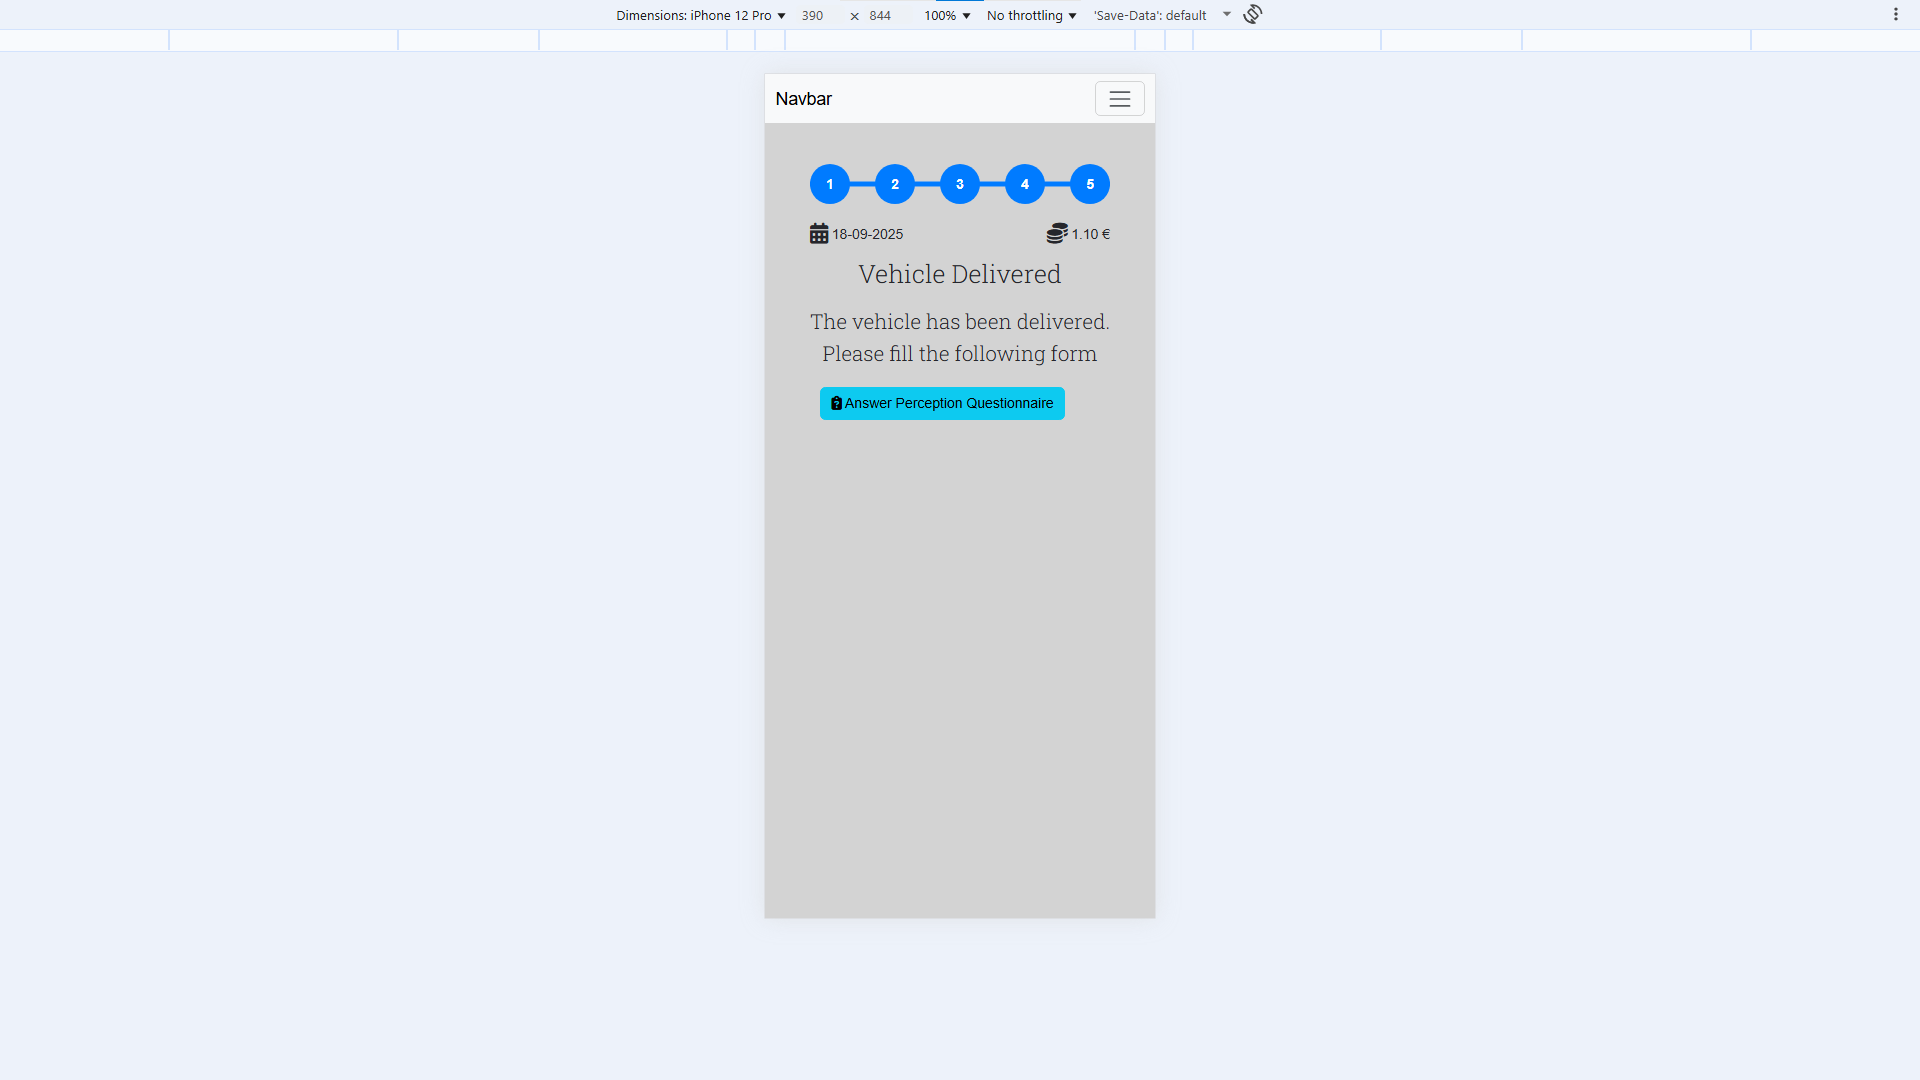 Dimensions: iPhone 12 Pro 390 × 844 100% No throttling 'Save-Data': default
Navbar
1 2 3 4 5
18-09-2025 1.10 €
Vehicle Delivered
The vehicle has been delivered.
Please fill the following form
Answer Perception Questionnaire